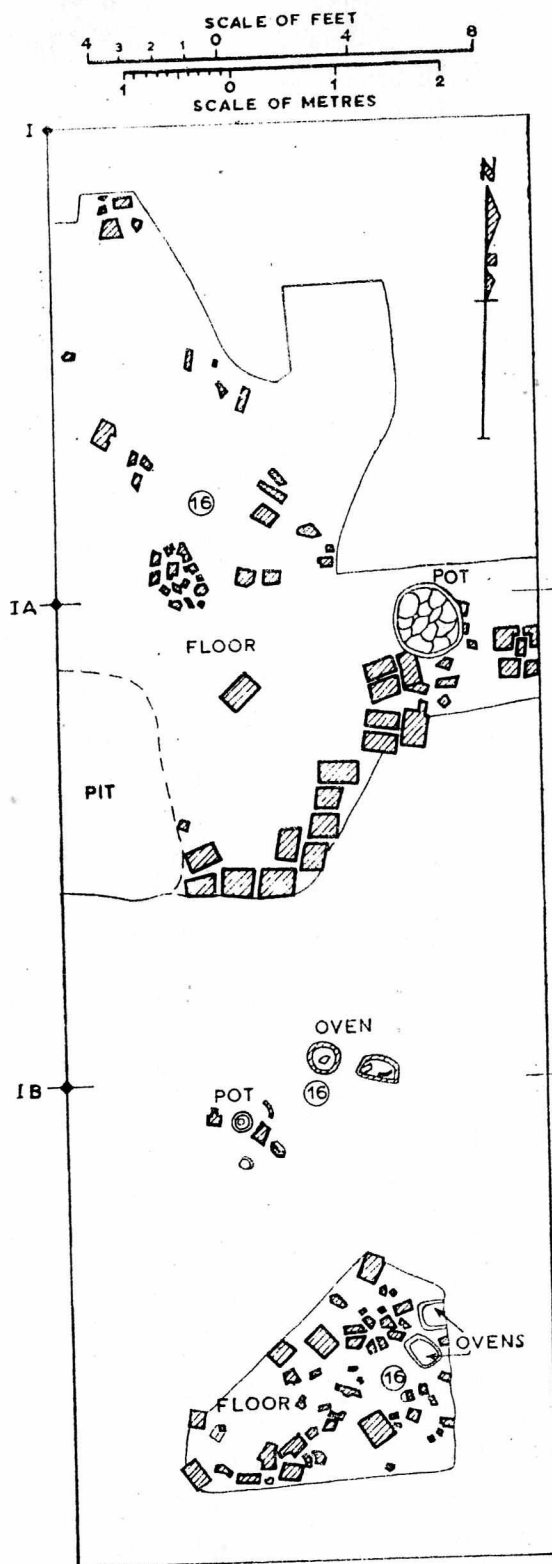 SCALE OF FEET
4 3 2 1 0 4 8
1 0 1 2
SCALE OF METRES
I
N
16
POT
IA
FLOOR
PIT
OVEN
IB
POT
16
OVENS
16
FLOOR